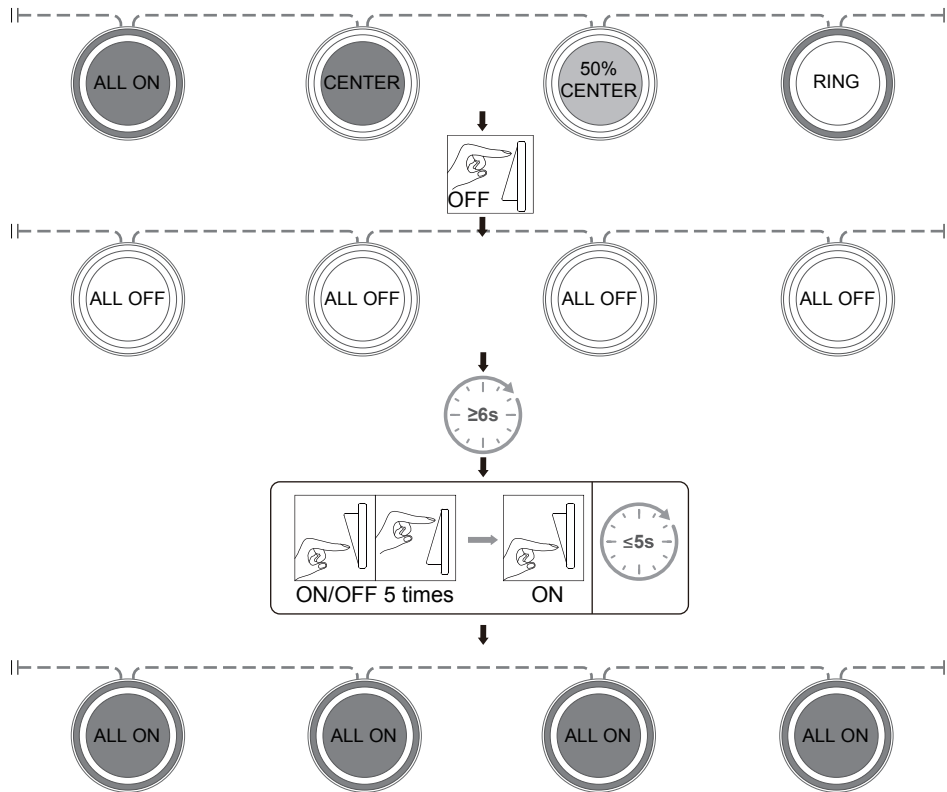 ALL ON
CENTER
50%
CENTER
RING
OFF
ALL OFF
ALL OFF
ALL OFF
ALL OFF
≥6s
≤5s
ON/OFF 5 times
ON
ALL ON
ALL ON
ALL ON
ALL ON